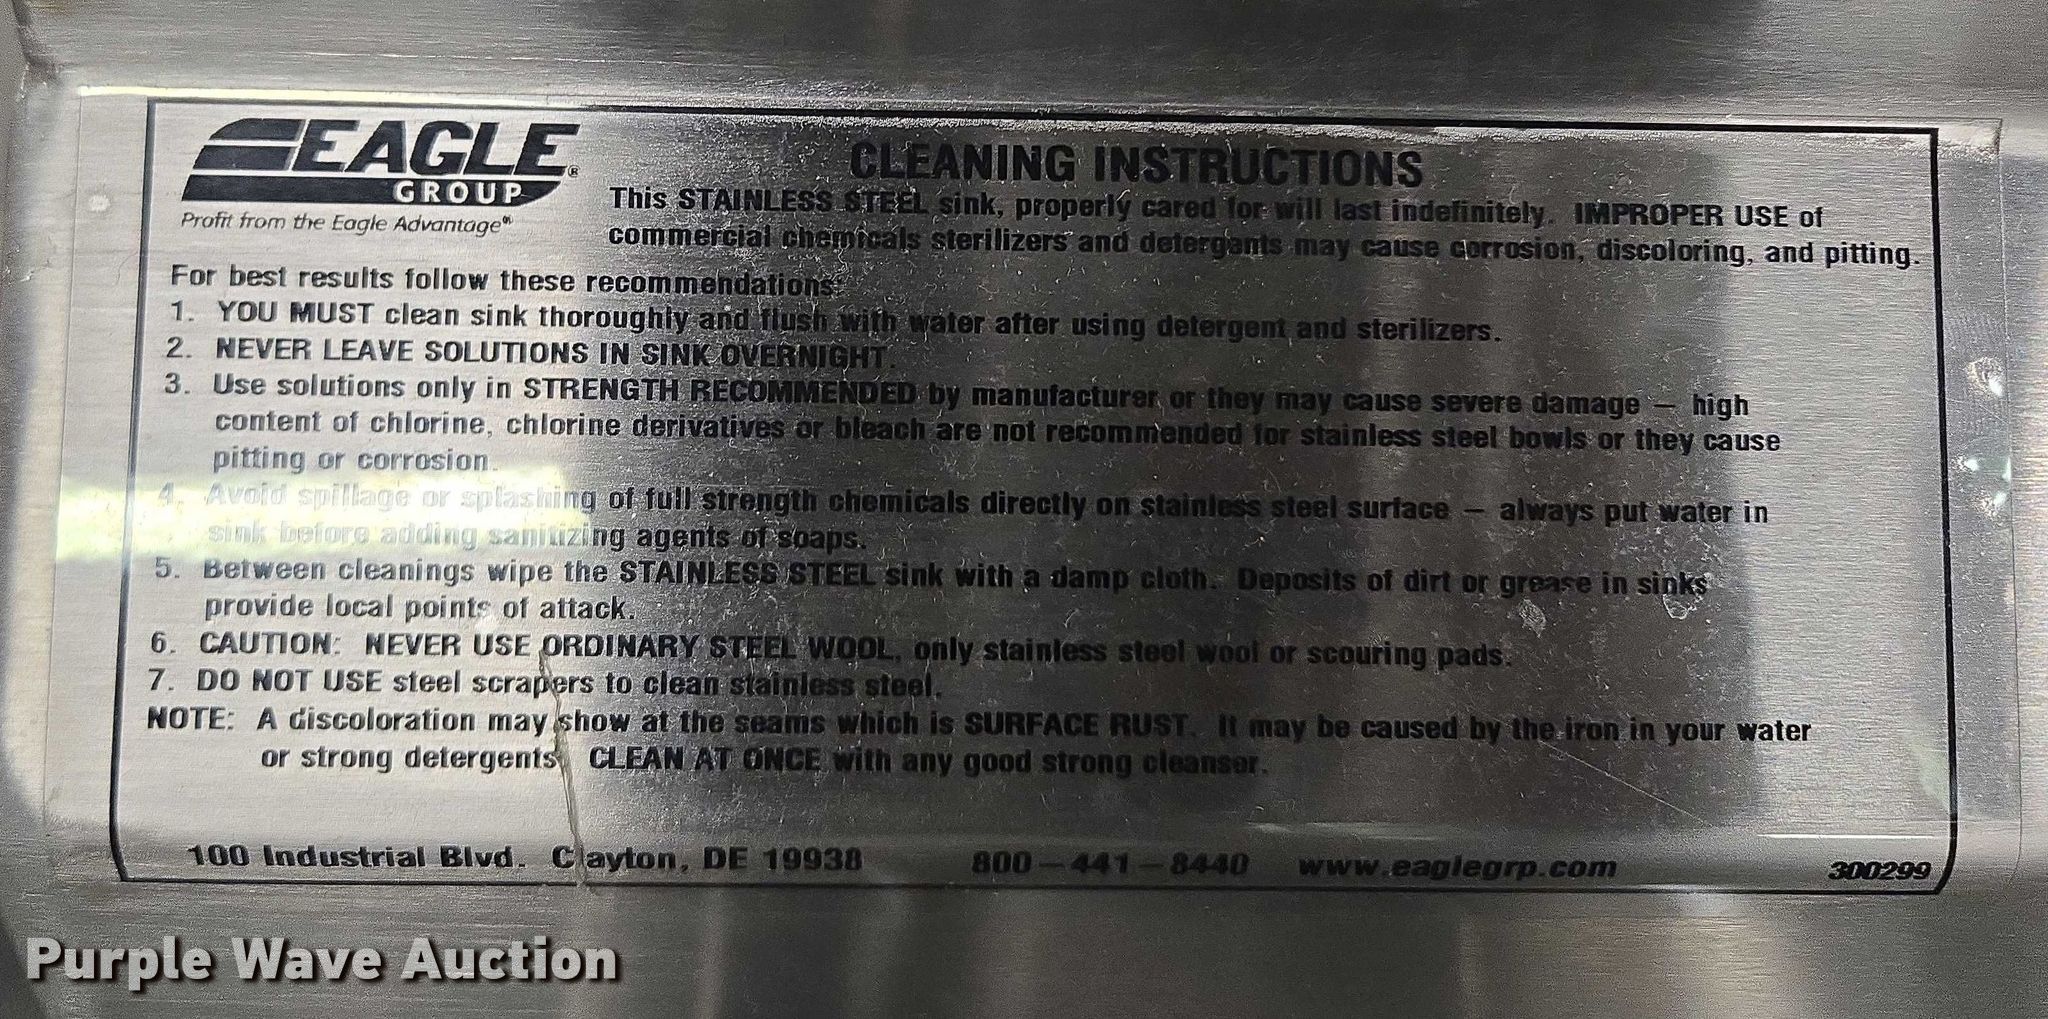 EAGLE®
GROUP
Profit from the Eagle Advantage®
CLEANING INSTRUCTIONS
This STAINLESS STEEL sink, properly cared for will last indefinitely. IMPROPER USE of
commercial chemicals sterilizers and detergants may cause corrosion, discoloring, and pitting.
For best results follow these recommendations:
1. YOU MUST clean sink thoroughly and flush with water after using detergent and sterilizers.
2. NEVER LEAVE SOLUTIONS IN SINK OVERNIGHT.
3. Use solutions only in STRENGTH RECOMMENDED by manufacturer or they may cause severe damage — high
content of chlorine, chlorine derivatives or bleach are not recommended for stainless steel bowls or they cause
pitting or corrosion.
4. Avoid spillage or splashing of full strength chemicals directly on stainless steel surface — always put water in
sink before adding sanitizing agents of soaps.
5. Between cleanings wipe the STAINLESS STEEL sink with a damp cloth. Deposits of dirt or grease in sinks
provide local points of attack.
6. CAUTION: NEVER USE ORDINARY STEEL WOOL, only stainless steel wool or scouring pads.
7. DO NOT USE steel scrapers to clean stainless steel.
NOTE: A discoloration may show at the seams which is SURFACE RUST. It may be caused by the iron in your water
or strong detergents. CLEAN AT ONCE with any good strong cleanser.
100 Industrial Blvd. Clayton, DE 19938 800-441-8440 www.eaglegrp.com 300299
Purple Wave Auction